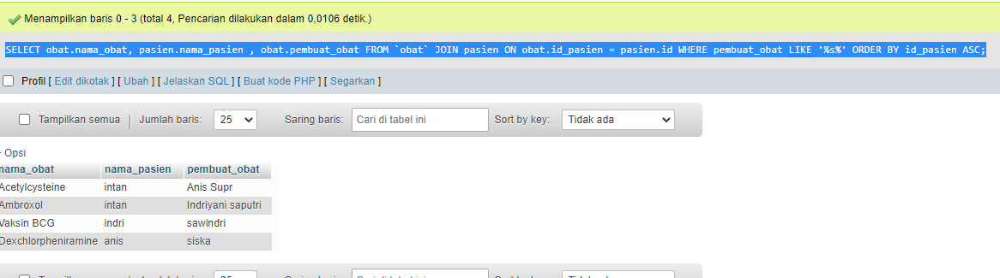 Menampilkan baris 0 - 3 (total 4, Pencarian dilakukan dalam 0,0106 detik.)
SELECT obat.nama_obat, pasien.nama_pasien , obat.pembuat_obat FROM `obat` JOIN pasien ON obat.id_pasien = pasien.id WHERE pembuat_obat LIKE '%s%' ORDER BY id_pasien ASC;
Profil [ Edit dikotak ] [ Ubah ] [ Jelaskan SQL ] [ Buat kode PHP ] [ Segarkan ]
Tampilkan semua | Jumlah baris: 25 Saring baris: Cari di tabel ini Sort by key: Tidak ada
Opsi
nama_obat nama_pasien pembuat_obat
Acetylcysteine intan Anis Supr
Ambroxol intan Indriyani saputri
Vaksin BCG indri sawindri
Dexchlorpheniramine anis siska